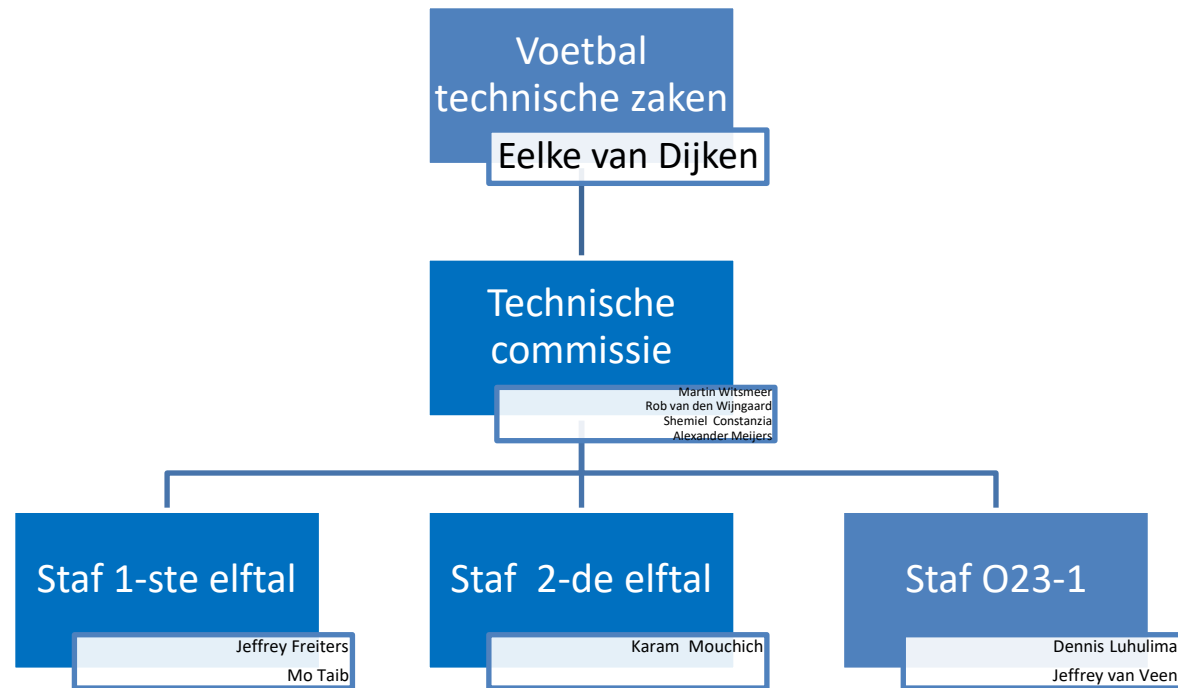 Voetbal
technische zaken
Eelke van Dijken
Technische
commissie
Martin Witsmeer
Rob van den Wijngaard
Shemiel Constanzia
Alexander Meijers
Staf 1-ste elftal
Jeffrey Freiters
Mo Taib
Staf 2-de elftal
Karam Mouchich
Staf O23-1
Dennis Luhulima
Jeffrey van Veen